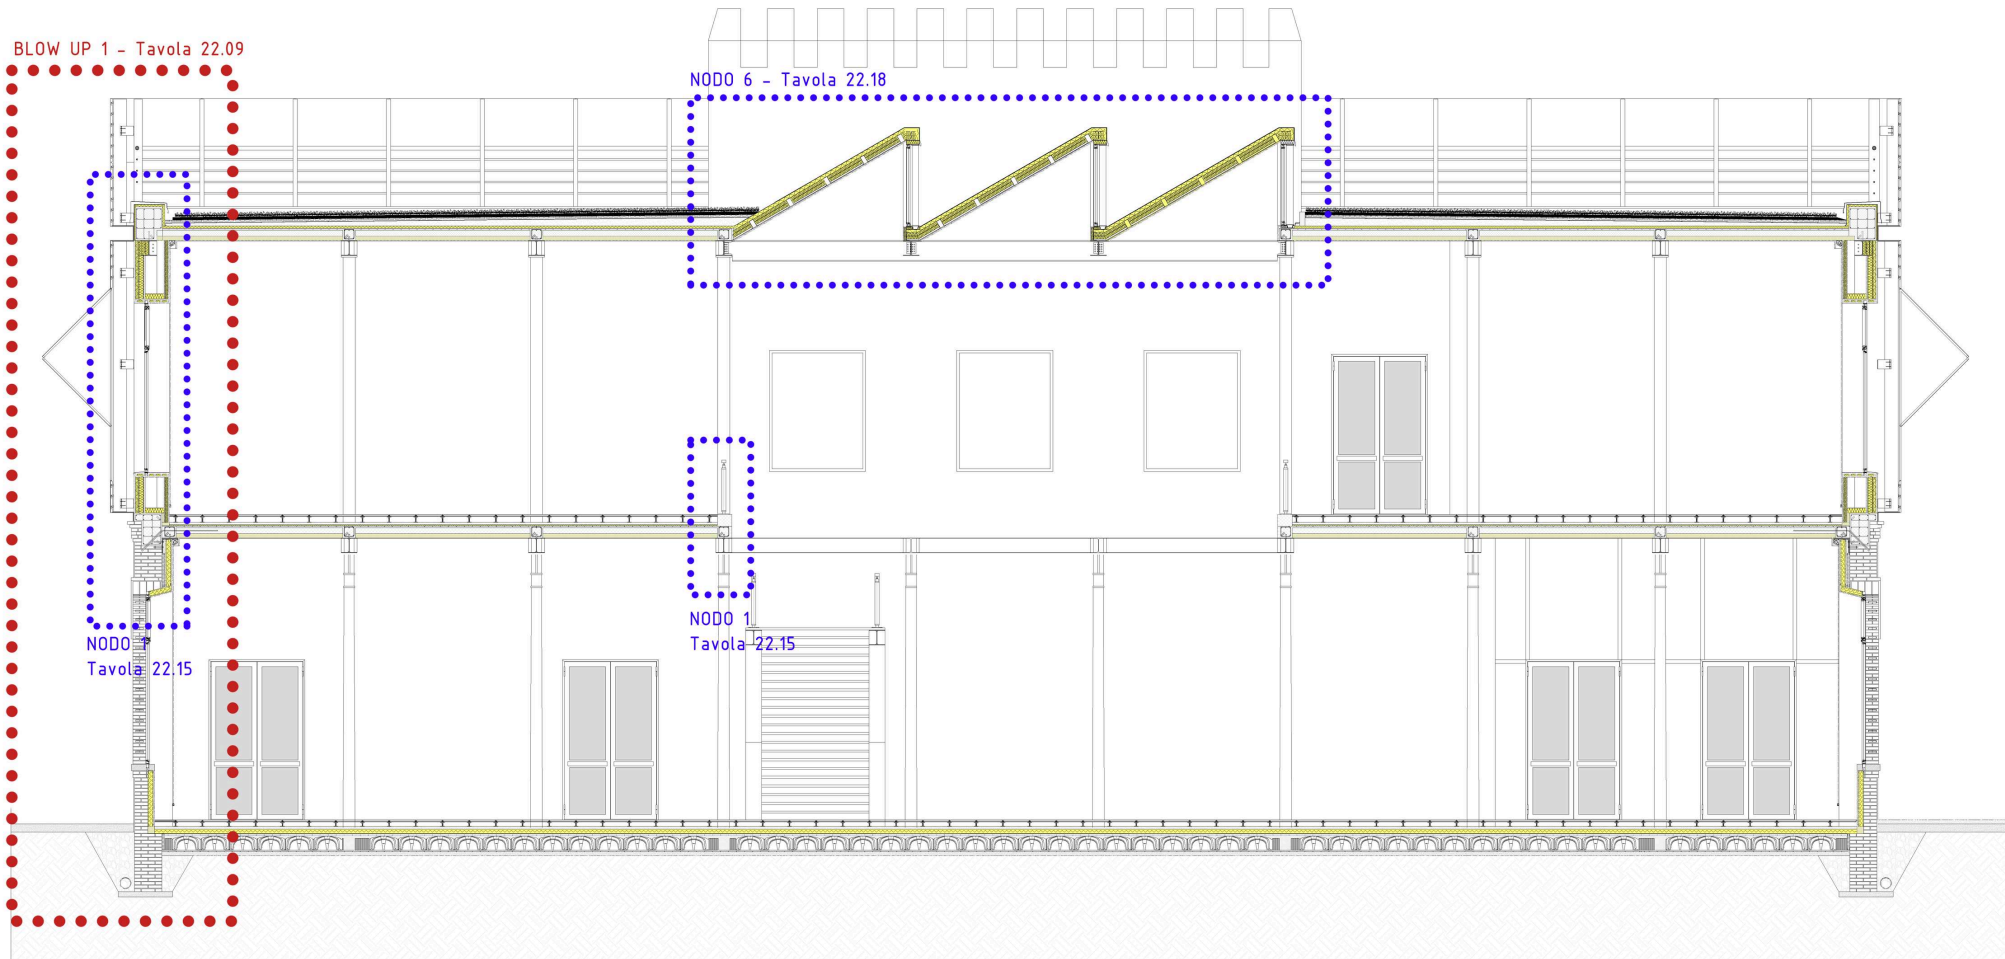 BLOW UP 1 - Tavola 22.09
NODO 6 - Tavola 22.18
NODO 1
Tavola 22.15
NODO 1
Tavola 22.15